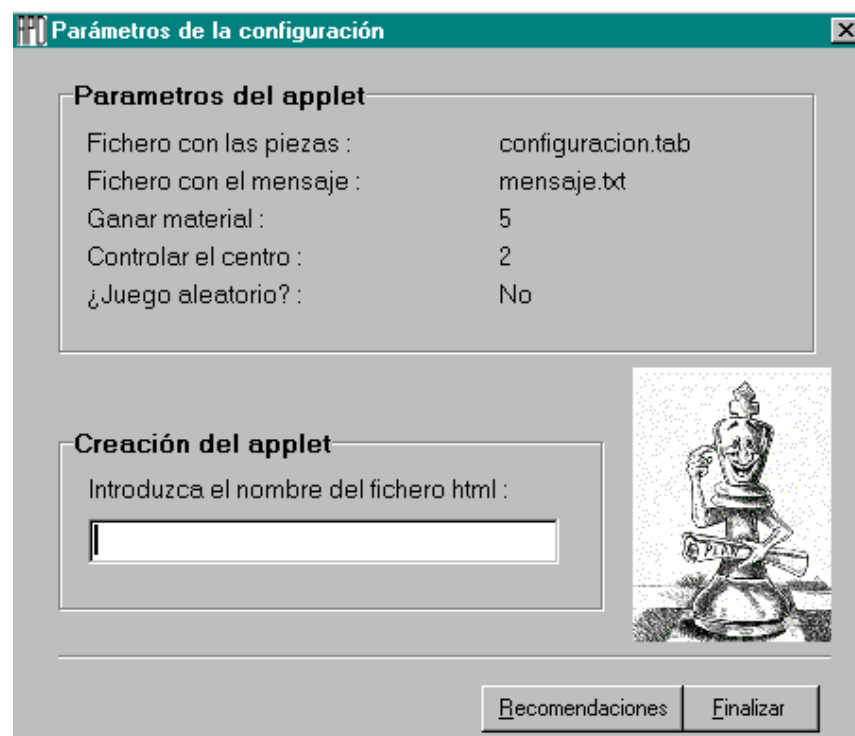 Parámetros de la configuración
Parametros del applet
Fichero con las piezas : configuracion.tab
Fichero con el mensaje : mensaje.txt
Ganar material : 5
Controlar el centro : 2
¿Juego aleatorio? : No
Creación del applet
Introduzca el nombre del fichero html :
PLAN
Recomendaciones Finalizar